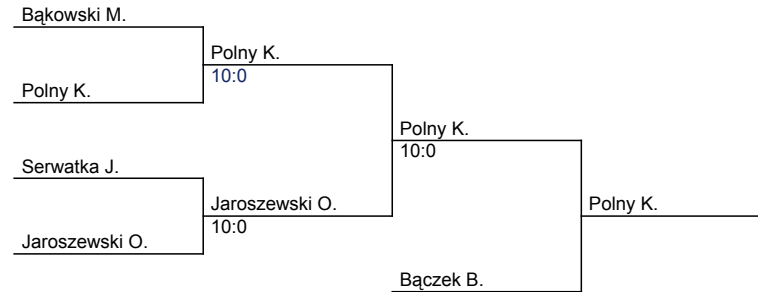 Bąkowski M.
Polny K.
10:0
Polny K.
Polny K.
10:0
Serwatka J.
Jaroszewski O.
Polny K.
10:0
Jaroszewski O.
Bączek B.